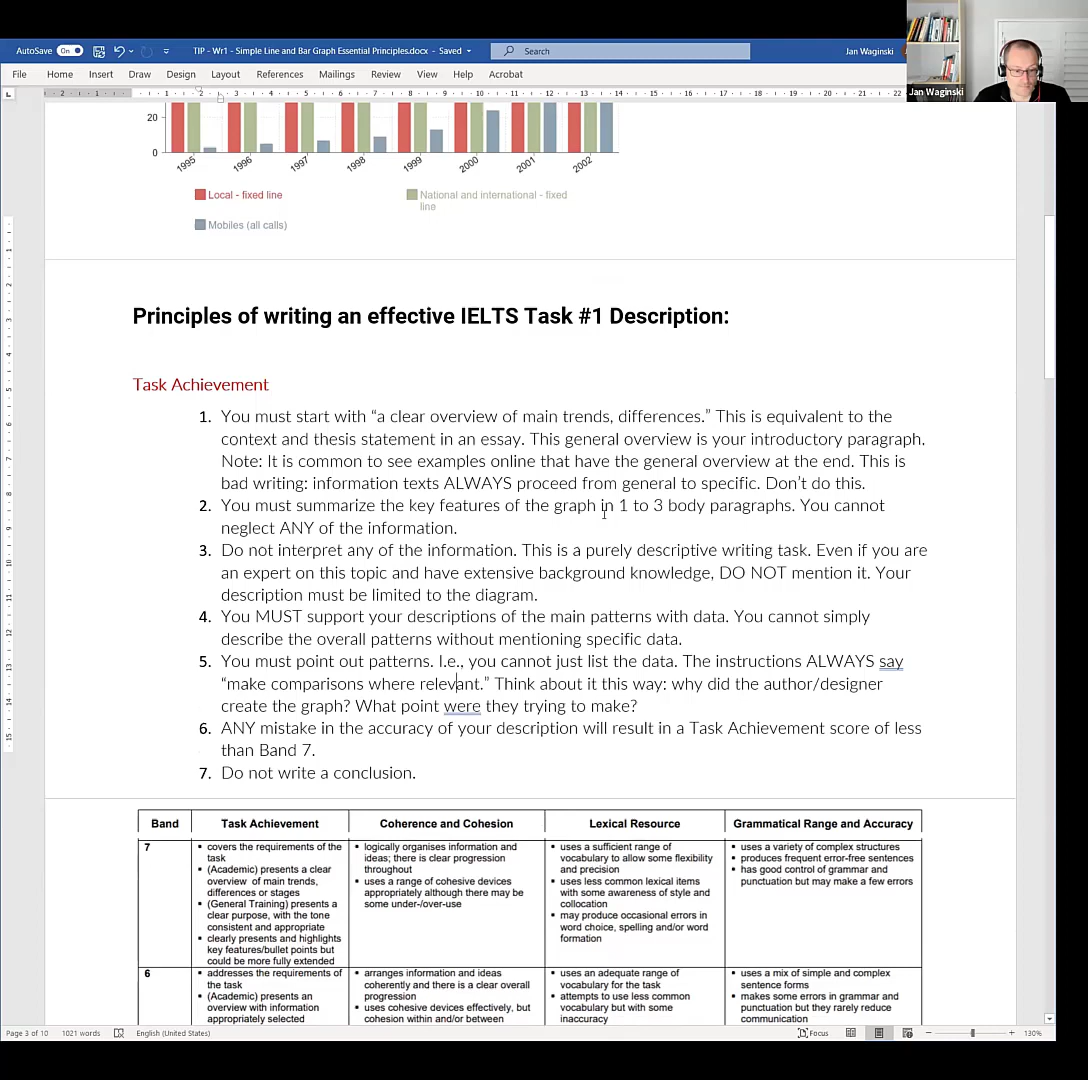 AutoSave On TIP - Wr1 - Simple Line and Bar Graph Essential Principles.docx - Saved Search Jan Waginski
File Home Insert Draw Design Layout References Mailings Review View Help Acrobat
Jan Waginski
2 1 1 2 3 4 5 6 7 8 9 10 11 12 13 14 15 16 17 18 19 20 21 22
20
0
1995 1996 1997 1998 1999 2000 2001 2002
Local - fixed line
National and international - fixed
line
Mobiles (all calls)
Principles of writing an effective IELTS Task #1 Description:
Task Achievement
1. You must start with “a clear overview of main trends, differences.” This is equivalent to the
context and thesis statement in an essay. This general overview is your introductory paragraph.
Note: It is common to see examples online that have the general overview at the end. This is
bad writing: information texts ALWAYS proceed from general to specific. Don’t do this.
2. You must summarize the key features of the graph in 1 to 3 body paragraphs. You cannot
neglect ANY of the information.
3. Do not interpret any of the information. This is a purely descriptive writing task. Even if you are
an expert on this topic and have extensive background knowledge, DO NOT mention it. Your
description must be limited to the diagram.
4. You MUST support your descriptions of the main patterns with data. You cannot simply
describe the overall patterns without mentioning specific data.
5. You must point out patterns. I.e., you cannot just list the data. The instructions ALWAYS say
“make comparisons where relevant.” Think about it this way: why did the author/designer
create the graph? What point were they trying to make?
6. ANY mistake in the accuracy of your description will result in a Task Achievement score of less
than Band 7.
7. Do not write a conclusion.
Band Task Achievement Coherence and Cohesion Lexical Resource Grammatical Range and Accuracy
7
covers the requirements of the
task
(Academic) presents a clear
overview of main trends,
differences or stages
(General Training) presents a
clear purpose, with the tone
consistent and appropriate
clearly presents and highlights
key features/bullet points but
could be more fully extended
logically organises information and
ideas; there is clear progression
throughout
uses a range of cohesive devices
appropriately although there may be
some under-/over-use
uses a sufficient range of
vocabulary to allow some flexibility
and precision
uses less common lexical items
with some awareness of style and
collocation
may produce occasional errors in
word choice, spelling and/or word
formation
uses a variety of complex structures
produces frequent error-free sentences
has good control of grammar and
punctuation but may make a few errors
6
addresses the requirements of
the task
(Academic) presents an
overview with information
appropriately selected
arranges information and ideas
coherently and there is a clear overall
progression
uses cohesive devices effectively, but
cohesion within and/or between
uses an adequate range of
vocabulary for the task
attempts to use less common
vocabulary but with some
inaccuracy
uses a mix of simple and complex
sentence forms
makes some errors in grammar and
punctuation but they rarely reduce
communication
Page 3 of 10 1021 words English (United States) Focus 130%